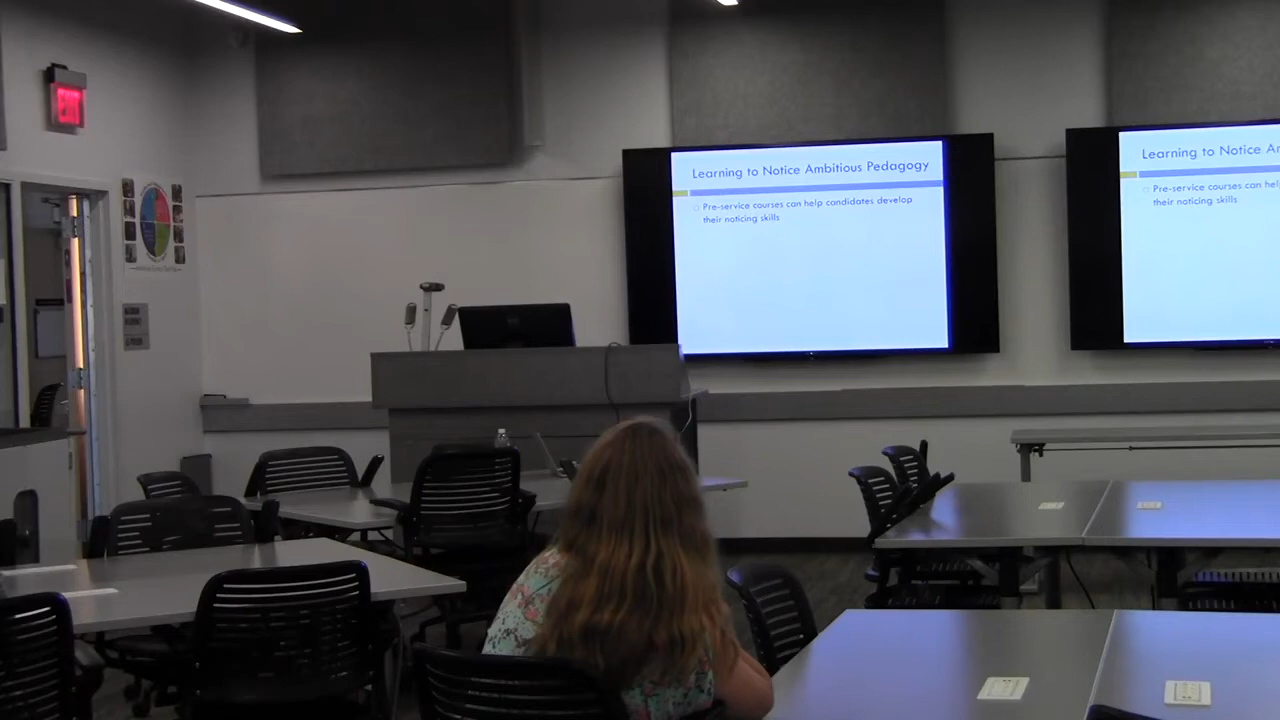 EXIT
Learning to Notice Ambitious Pedagogy
Pre-service courses can help candidates develop
their noticing skills
Learning to Notice
Pre-service courses can hel
their noticing skills